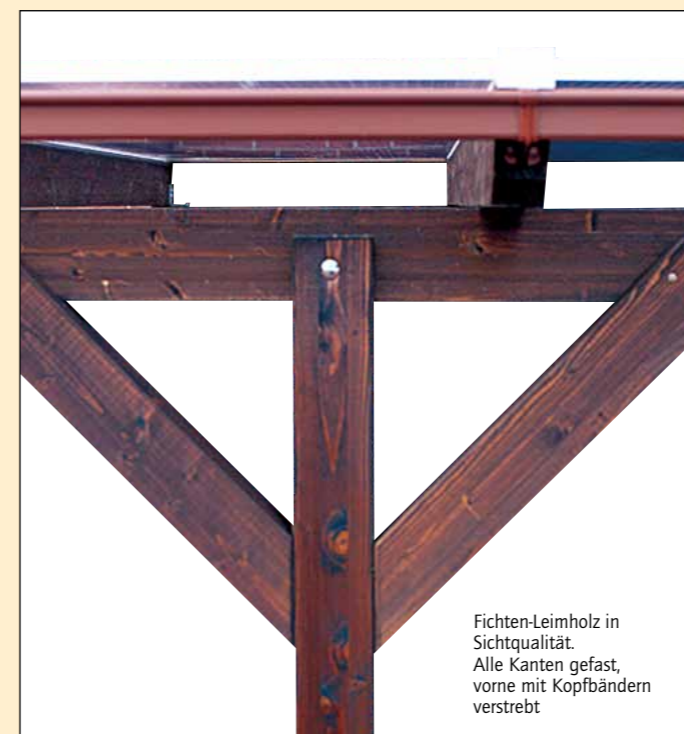 Fichten-Leimholz in
Sichtqualität.
Alle Kanten gefast,
vorne mit Kopfbändern
verstrebt